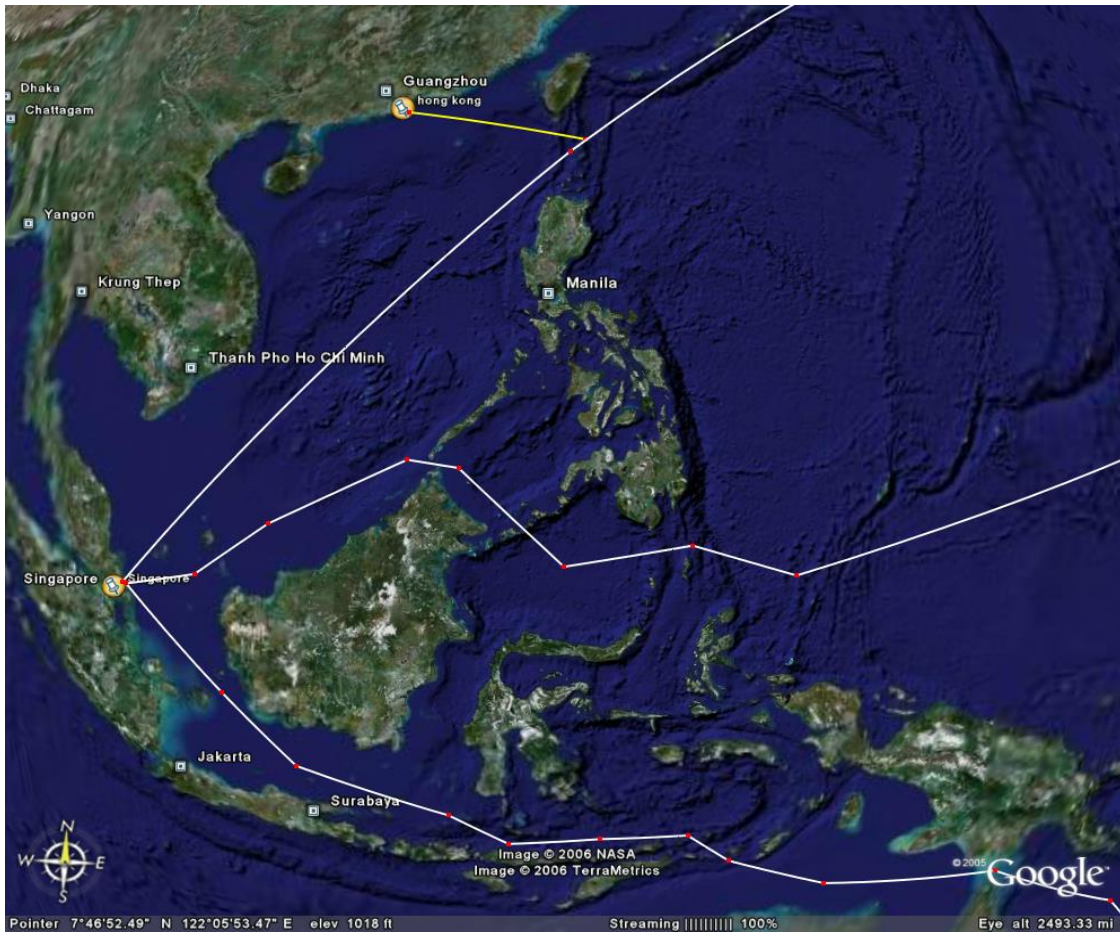 Dhaka
Chattagam
Guangzhou
hong kong
Yangon
Krung Thep
Manila
Thanh Pho Ho Chi Minh
Singapore
Singapore
Jakarta
Surabaya
N
W E
S
Image © 2006 NASA
Image © 2006 TerraMetrics
© 2005 Google™
Pointer 7°46'52.49" N 122°05'53.47" E elev 1018 ft Streaming |||||||||| 100% Eye alt 2493.33 mi